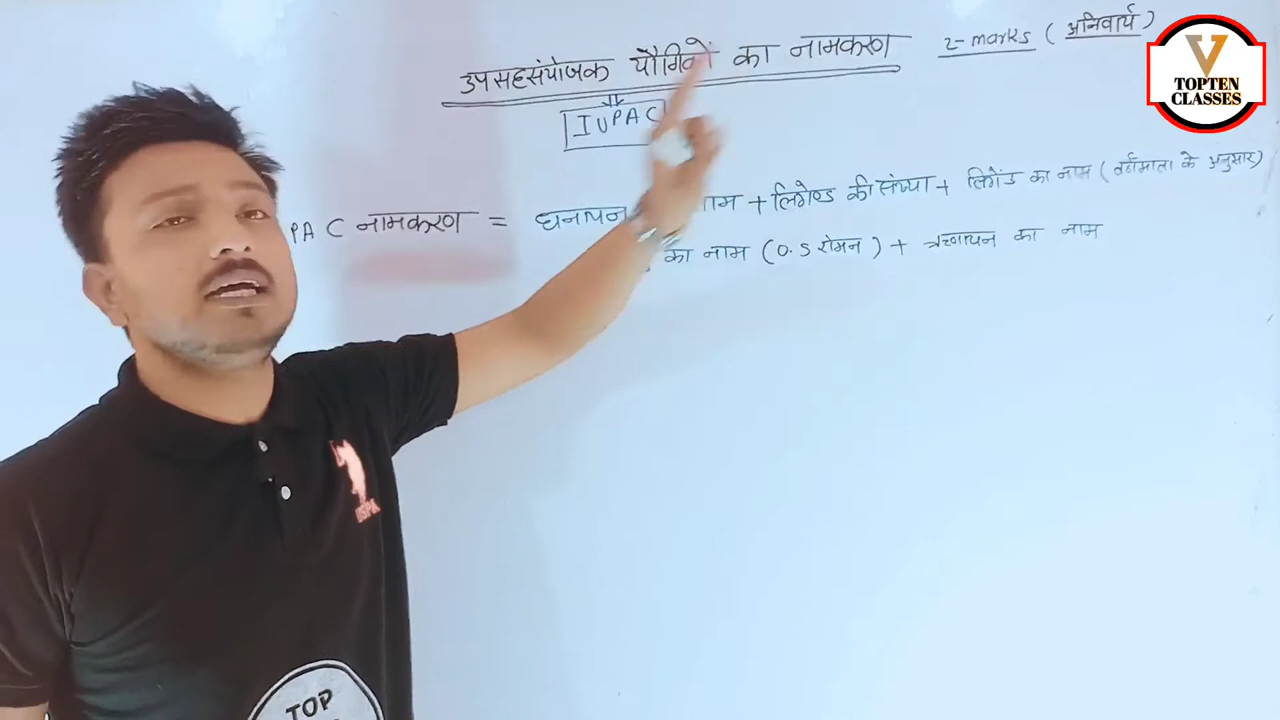 उपसहसंयोजक यौगिकों का नामकरण 2-marks (अनिवार्य)
IUPAC
PAC नामकरण = धनायन नाम + लिगेण्ड की संख्या + लिगेंड का नाम (वर्णमाला के अनुसार)
का नाम (O.S रोमन) + ऋणायन का नाम
V
TOPTEN
CLASSES
TOP